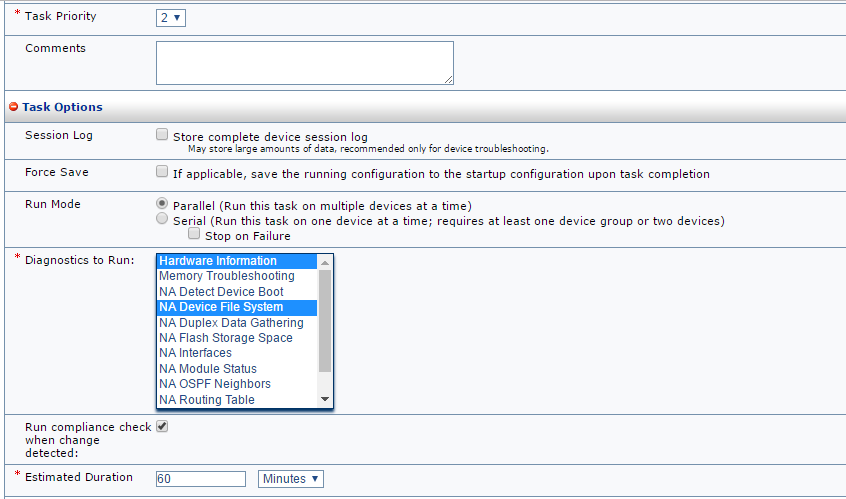 * Task Priority 2
Comments
Task Options
Session Log Store complete device session log
May store large amounts of data, recommended only for device troubleshooting.
Force Save If applicable, save the running configuration to the startup configuration upon task completion
Run Mode Parallel (Run this task on multiple devices at a time)
Serial (Run this task on one device at a time; requires at least one device group or two devices)
Stop on Failure
* Diagnostics to Run: Hardware Information
Memory Troubleshooting
NA Detect Device Boot
NA Device File System
NA Duplex Data Gathering
NA Flash Storage Space
NA Interfaces
NA Module Status
NA OSPF Neighbors
NA Routing Table
Run compliance check
when change
detected:
* Estimated Duration 60 Minutes